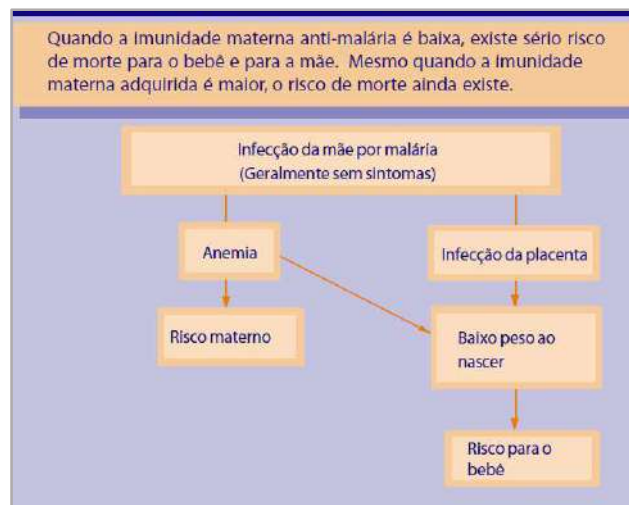 Quando a imunidade materna anti-malária é baixa, existe sério risco
de morte para o bebê e para a mãe. Mesmo quando a imunidade
materna adquirida é maior, o risco de morte ainda existe.
Infecção da mãe por malária
(Geralmente sem sintomas)
Anemia
Infecção da placenta
Risco materno
Baixo peso ao
nascer
Risco para o
bebê